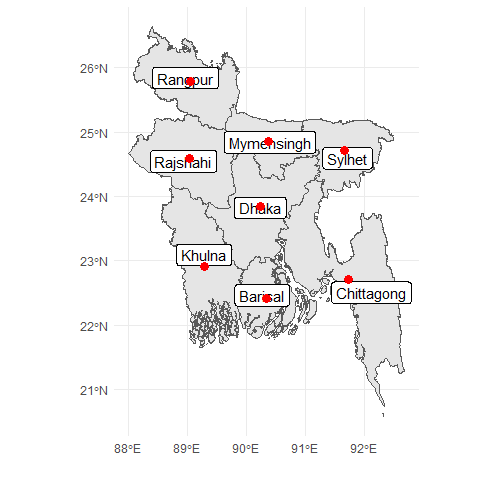 26°N
25°N
24°N
23°N
22°N
21°N
Rangpur
Mymensingh
Rajshahi
Sylhet
Dhaka
Khulna
Barisal
Chittagong
88°E
89°E
90°E
91°E
92°E